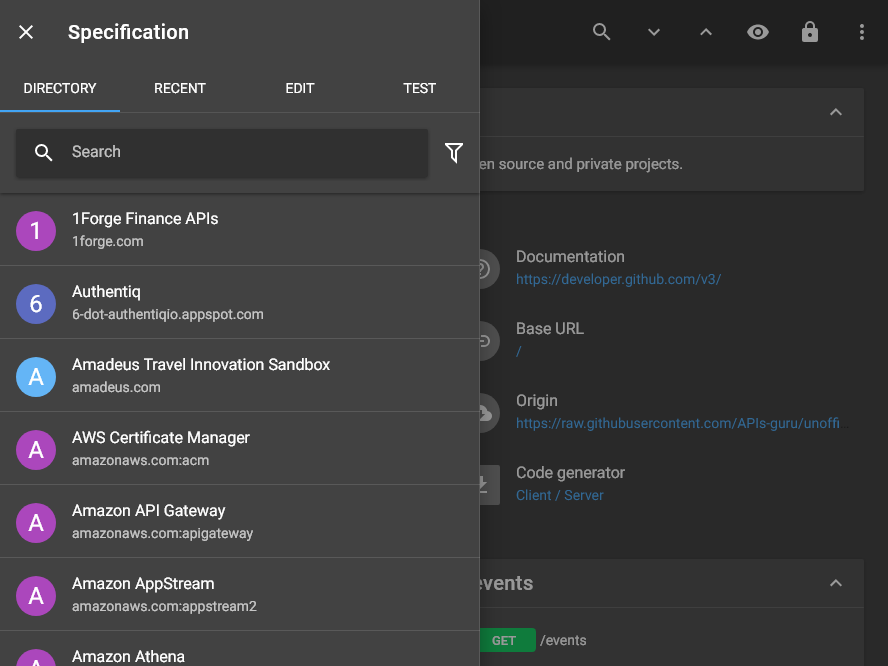 Specification
DIRECTORY
RECENT
EDIT
TEST
Search
1
1Forge Finance APIs
1forge.com
6
Authentiq
6-dot-authentiqio.appspot.com
A
Amadeus Travel Innovation Sandbox
amadeus.com
A
AWS Certificate Manager
amazonaws.com:acm
A
Amazon API Gateway
amazonaws.com:apigateway
A
Amazon AppStream
amazonaws.com:appstream2
A
Amazon Athena
en source and private projects.
Documentation
https://developer.github.com/v3/
Base URL
/
Origin
https://raw.githubusercontent.com/APIs-guru/unoffi
Code generator
Client / Server
events
GET
/events